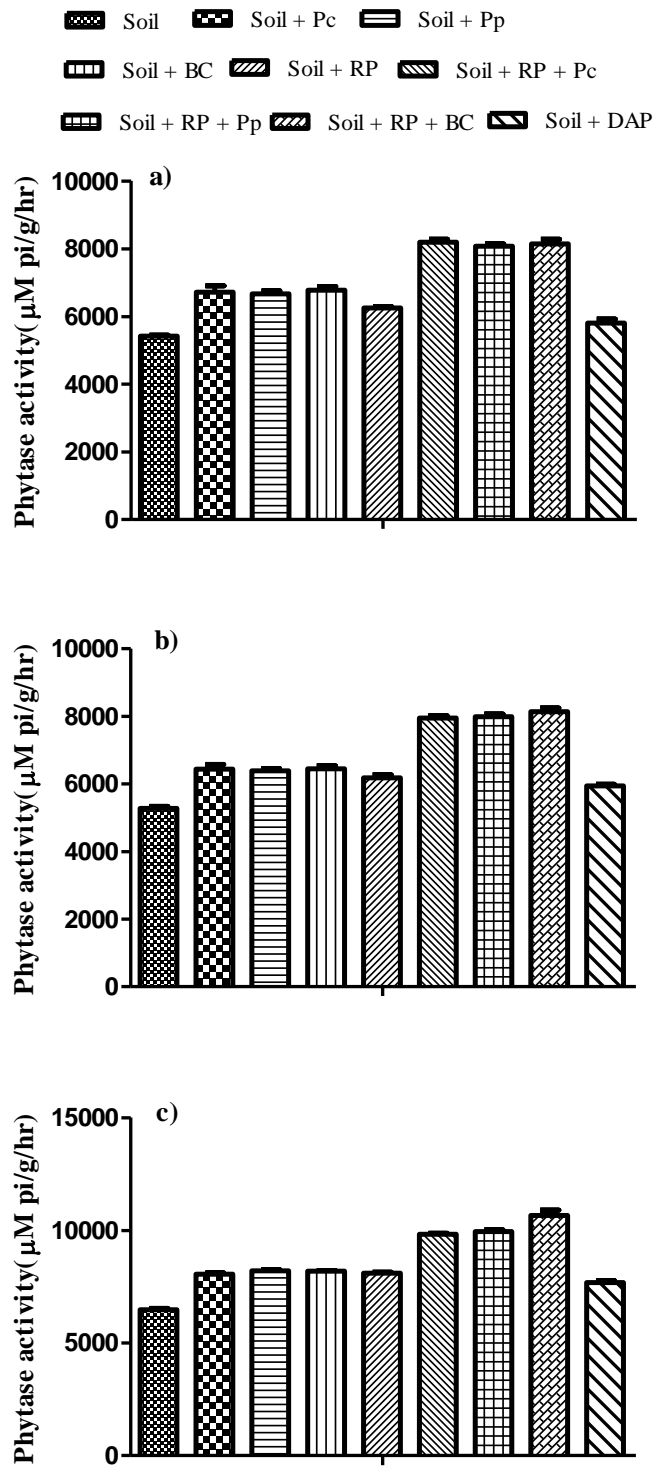 Soil Soil + Pc Soil + Pp
Soil + BC Soil + RP Soil + RP + Pc
Soil + RP + Pp Soil + RP + BC Soil + DAP
a)
Phytase activity( μM pi/g/hr)
10000
8000
6000
4000
2000
0
b)
Phytase activity( μM pi/g/hr)
10000
8000
6000
4000
2000
0
c)
Phytase activity( μM pi/g/hr)
15000
10000
5000
0